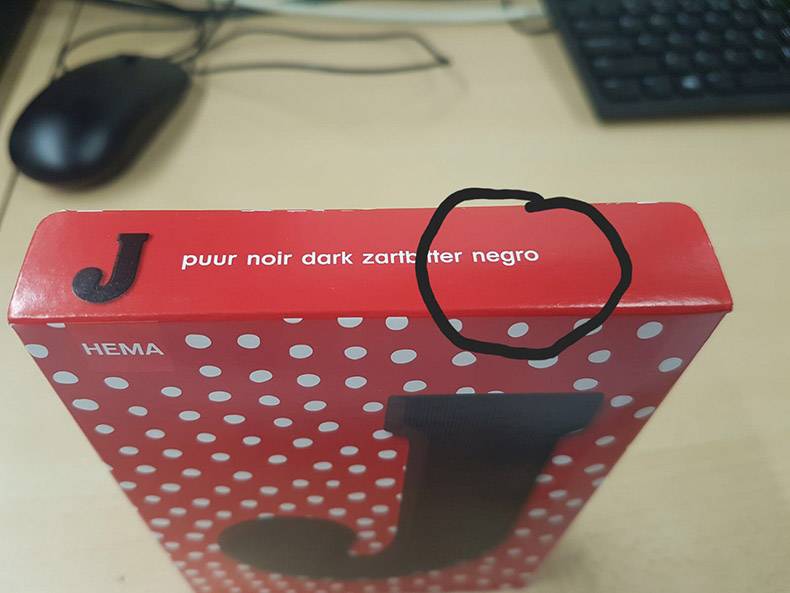 J puur noir dark zartbitter negro
HEMA
J